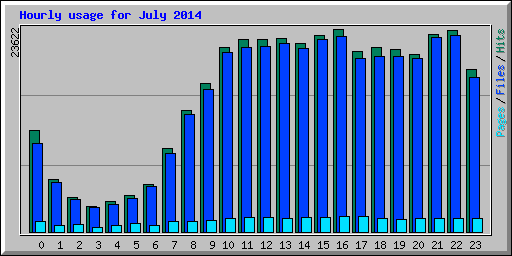 Hourly usage for July 2014
23622
Pages/Files/Hits
0 1 2 3 4 5 6 7 8 9 10 11 12 13 14 15 16 17 18 19 20 21 22 23